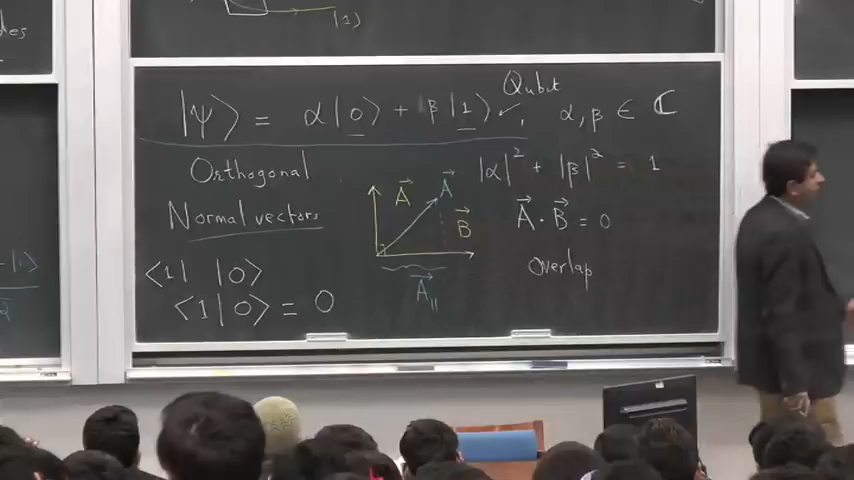 |1⟩
Qubit
|ψ⟩ = α|0⟩ + β|1⟩ ✓, α, β ∈ ℂ
Orthogonal
|α|² + |β|² = 1
Normal vectors
A⃗ A⃗
B⃗
A⃗ · B⃗ = 0
⟨1| |0⟩
Overlap
A⃗||
⟨1|0⟩ = 0